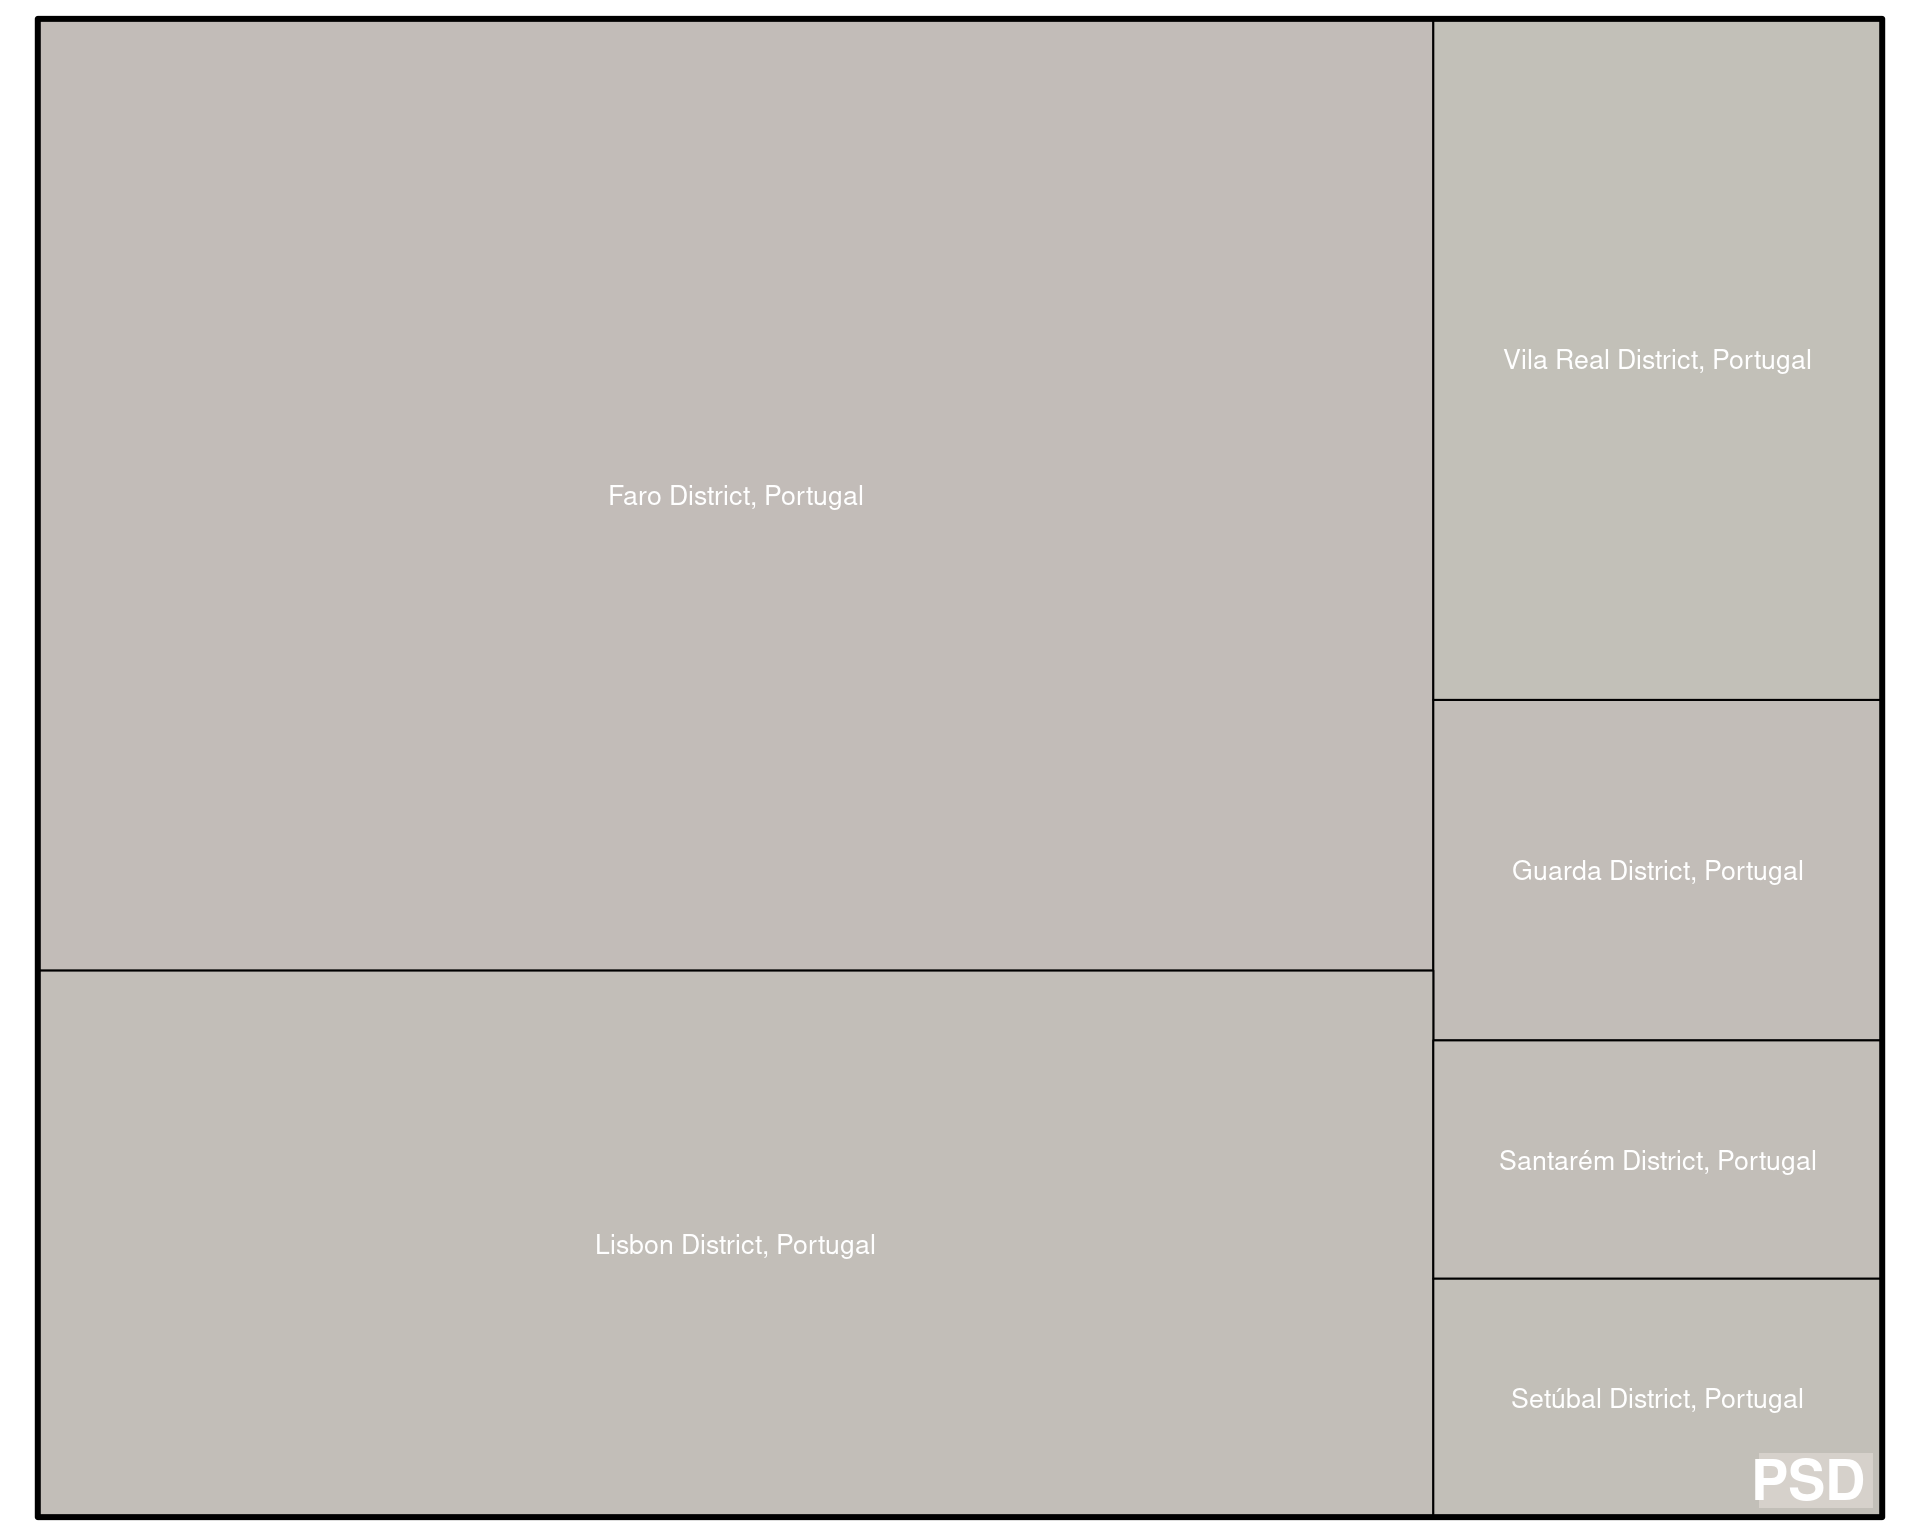 Faro District, Portugal
Lisbon District, Portugal
Vila Real District, Portugal
Guarda District, Portugal
Santarém District, Portugal
Setúbal District, Portugal
PSD